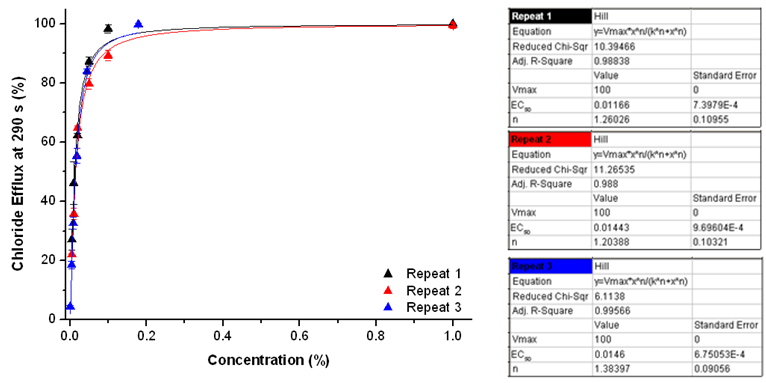 Chloride Efflux at 290 s (%)
100
80
60
40
20
0
0.0
0.2
0.4
0.6
0.8
1.0
Concentration (%)
Repeat 1
Repeat 2
Repeat 3
Repeat 1 Hill
Equation y=Vmax*x^n/(k^n+x^n)
Reduced Chi-Sqr 10.39466
Adj. R-Square 0.98838
Value Standard Error
Vmax 100 0
EC50 0.01166 7.3979E-4
n 1.26026 0.10955
Repeat 2 Hill
Equation y=Vmax*x^n/(k^n+x^n)
Reduced Chi-Sqr 11.26535
Adj. R-Square 0.988
Value Standard Error
Vmax 100 0
EC50 0.01443 9.69604E-4
n 1.20388 0.10321
Repeat 3 Hill
Equation y=Vmax*x^n/(k^n+x^n)
Reduced Chi-Sqr 6.1138
Adj. R-Square 0.99566
Value Standard Error
Vmax 100 0
EC50 0.0146 6.75053E-4
n 1.38397 0.09056